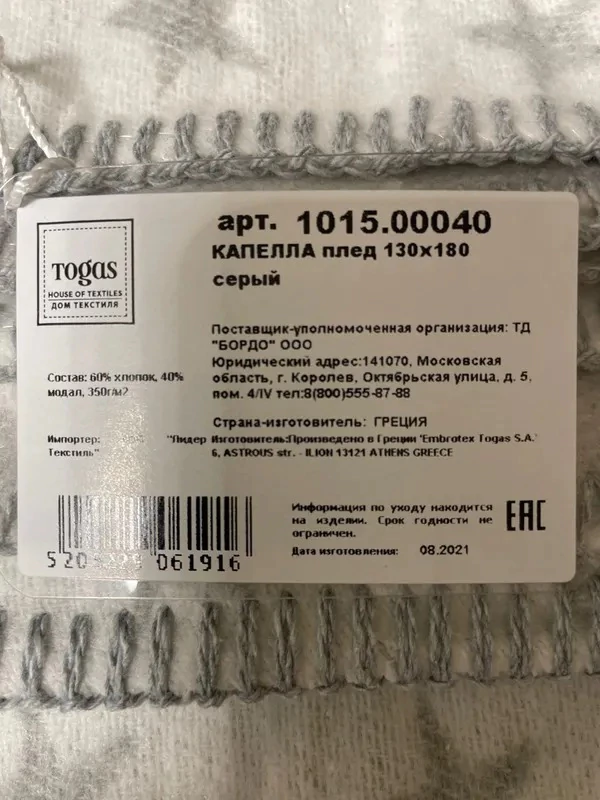 арт. 1015.00040
КАПЕЛЛА плед 130х180
серый
Togas
HOUSE OF TEXTILES
ДОМ ТЕКСТИЛЯ
Поставщик-уполномоченная организация: ТД
"БОРДО" ООО
Юридический адрес:141070, Московская
область, г. Королев, Октябрьская улица, д. 5,
пом. 4/IV тел:8(800)555-87-88
Состав: 60% хлопок, 40%
модал, 350г/м2
Страна-изготовитель: ГРЕЦИЯ
Импортер: "Лидер
Текстиль"
Изготовитель:Произведено в Греции "Embrotex Togas S.A."
6, ASTROUS str. - ILION 13121 ATHENS GREECE
Информация по уходу находится
на изделии. Срок годности не
ограничен.
Дата изготовления: 08.2021
EAC
061916